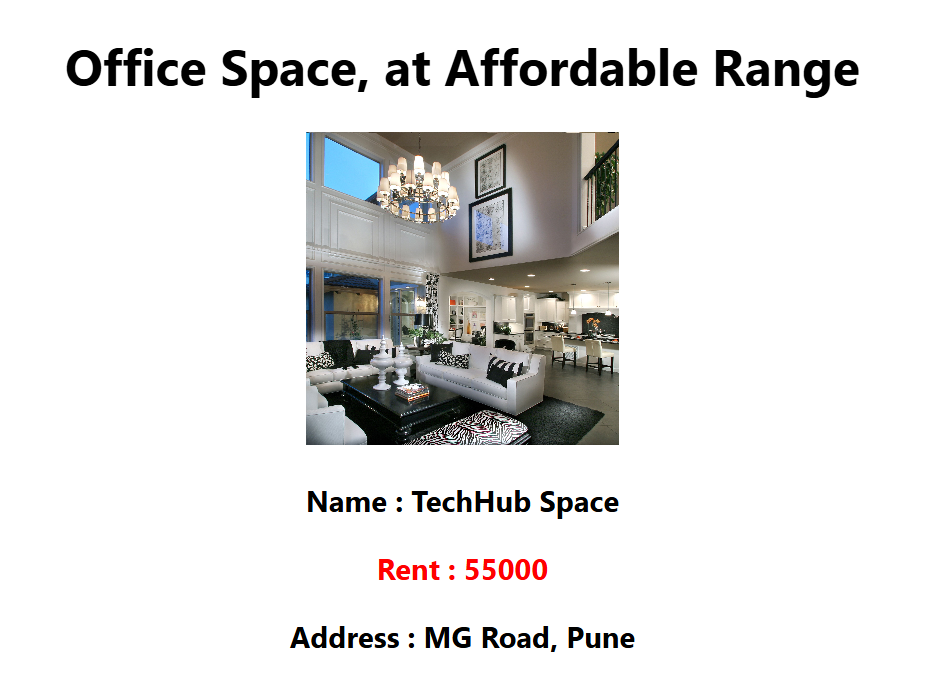 Office Space, at Affordable Range
Name : TechHub Space
Rent : 55000
Address : MG Road, Pune